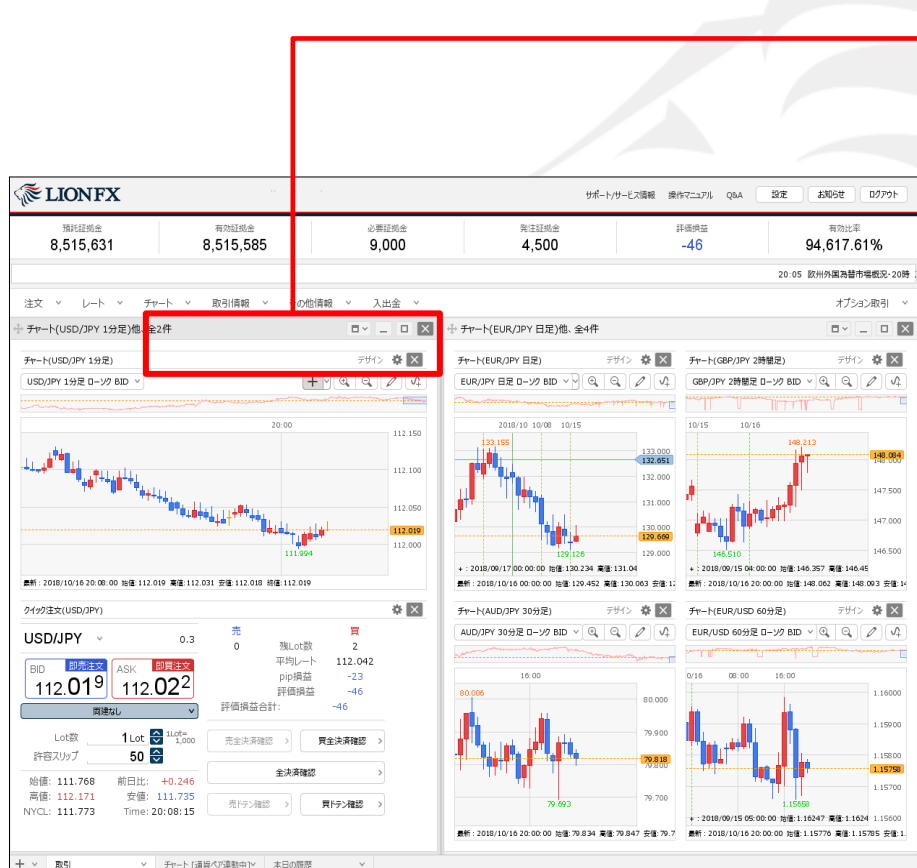 LION FX
サポート/サービス情報 操作マニュアル Q&A 設定 お知らせ ログアウト
預託証拠金 有効証拠金 必要証拠金 発注証拠金 評価損益 有効比率
8,515,631 8,515,585 9,000 4,500 -46 94,617.61%
20:05 欧州外国為替市場概況・20時
注文 レート チャート 取引情報 その他情報 入出金 オプション取引
チャート(USD/JPY 1分足)他、全2件
チャート(USD/JPY 1分足) デザイン
USD/JPY 1分足 ローソク BID
20:00
112.150
112.100
112.050
112.019
112.000
111.994
最新 : 2018/10/16 20:08:00 始値:112.019 高値:112.031 安値:112.018 終値:112.019
クイック注文(USD/JPY)
USD/JPY 0.3
BID 即売注文 ASK 即買注文
112.019 112.022
両建なし
Lot数 1 Lot 1Lot= 1,000
許容スリップ 50
始値: 111.768 前日比: +0.246
高値: 112.171 安値: 111.735
NYCL: 111.773 Time: 20:08:15
売 買
0 残Lot数 2
平均レート 112.042
pip損益 -23
評価損益 -46
評価損益合計: -46
売全決済確認 買全決済確認
全決済確認
売ドテン確認 買ドテン確認
チャート(EUR/JPY 日足)他、全4件
チャート(EUR/JPY 日足) デザイン
EUR/JPY 日足 ローソク BID
2018/10 10/08 10/15
133.155
133.000
132.651
132.000
131.000
130.000
129.669
129.000
129.126
+ : 2018/09/17 00:00:00 始値:130.234 高値:131.04
最新 : 2018/10/16 00:00:00 始値:129.452 高値:130.063 安値:12
チャート(GBP/JPY 2時間足) デザイン
GBP/JPY 2時間足 ローソク BID
10/15 10/16
148.213
148.084
147.500
147.000
146.500
146.510
+ : 2018/09/15 04:00:00 始値:146.357 高値:146.45
最新 : 2018/10/16 20:00:00 始値:148.062 高値:148.093 安値:14
チャート(AUD/JPY 30分足) デザイン
AUD/JPY 30分足 ローソク BID
16:00
80.006
80.000
79.900
79.818
79.800
79.700
79.693
最新 : 2018/10/16 20:00:00 始値:79.834 高値:79.847 安値:79.7
チャート(EUR/USD 60分足) デザイン
EUR/USD 60分足 ローソク BID
0/16 08:00 16:00
1.16000
1.15900
1.15800
1.15758
1.15700
1.15658
1.15600
+ : 2018/09/15 05:00:00 始値:1.16247 高値:1.1624
最新 : 2018/10/16 20:00:00 始値:1.15776 高値:1.15785 安値:1.
取引 チャート [通貨ペア連動中] 本日の履歴